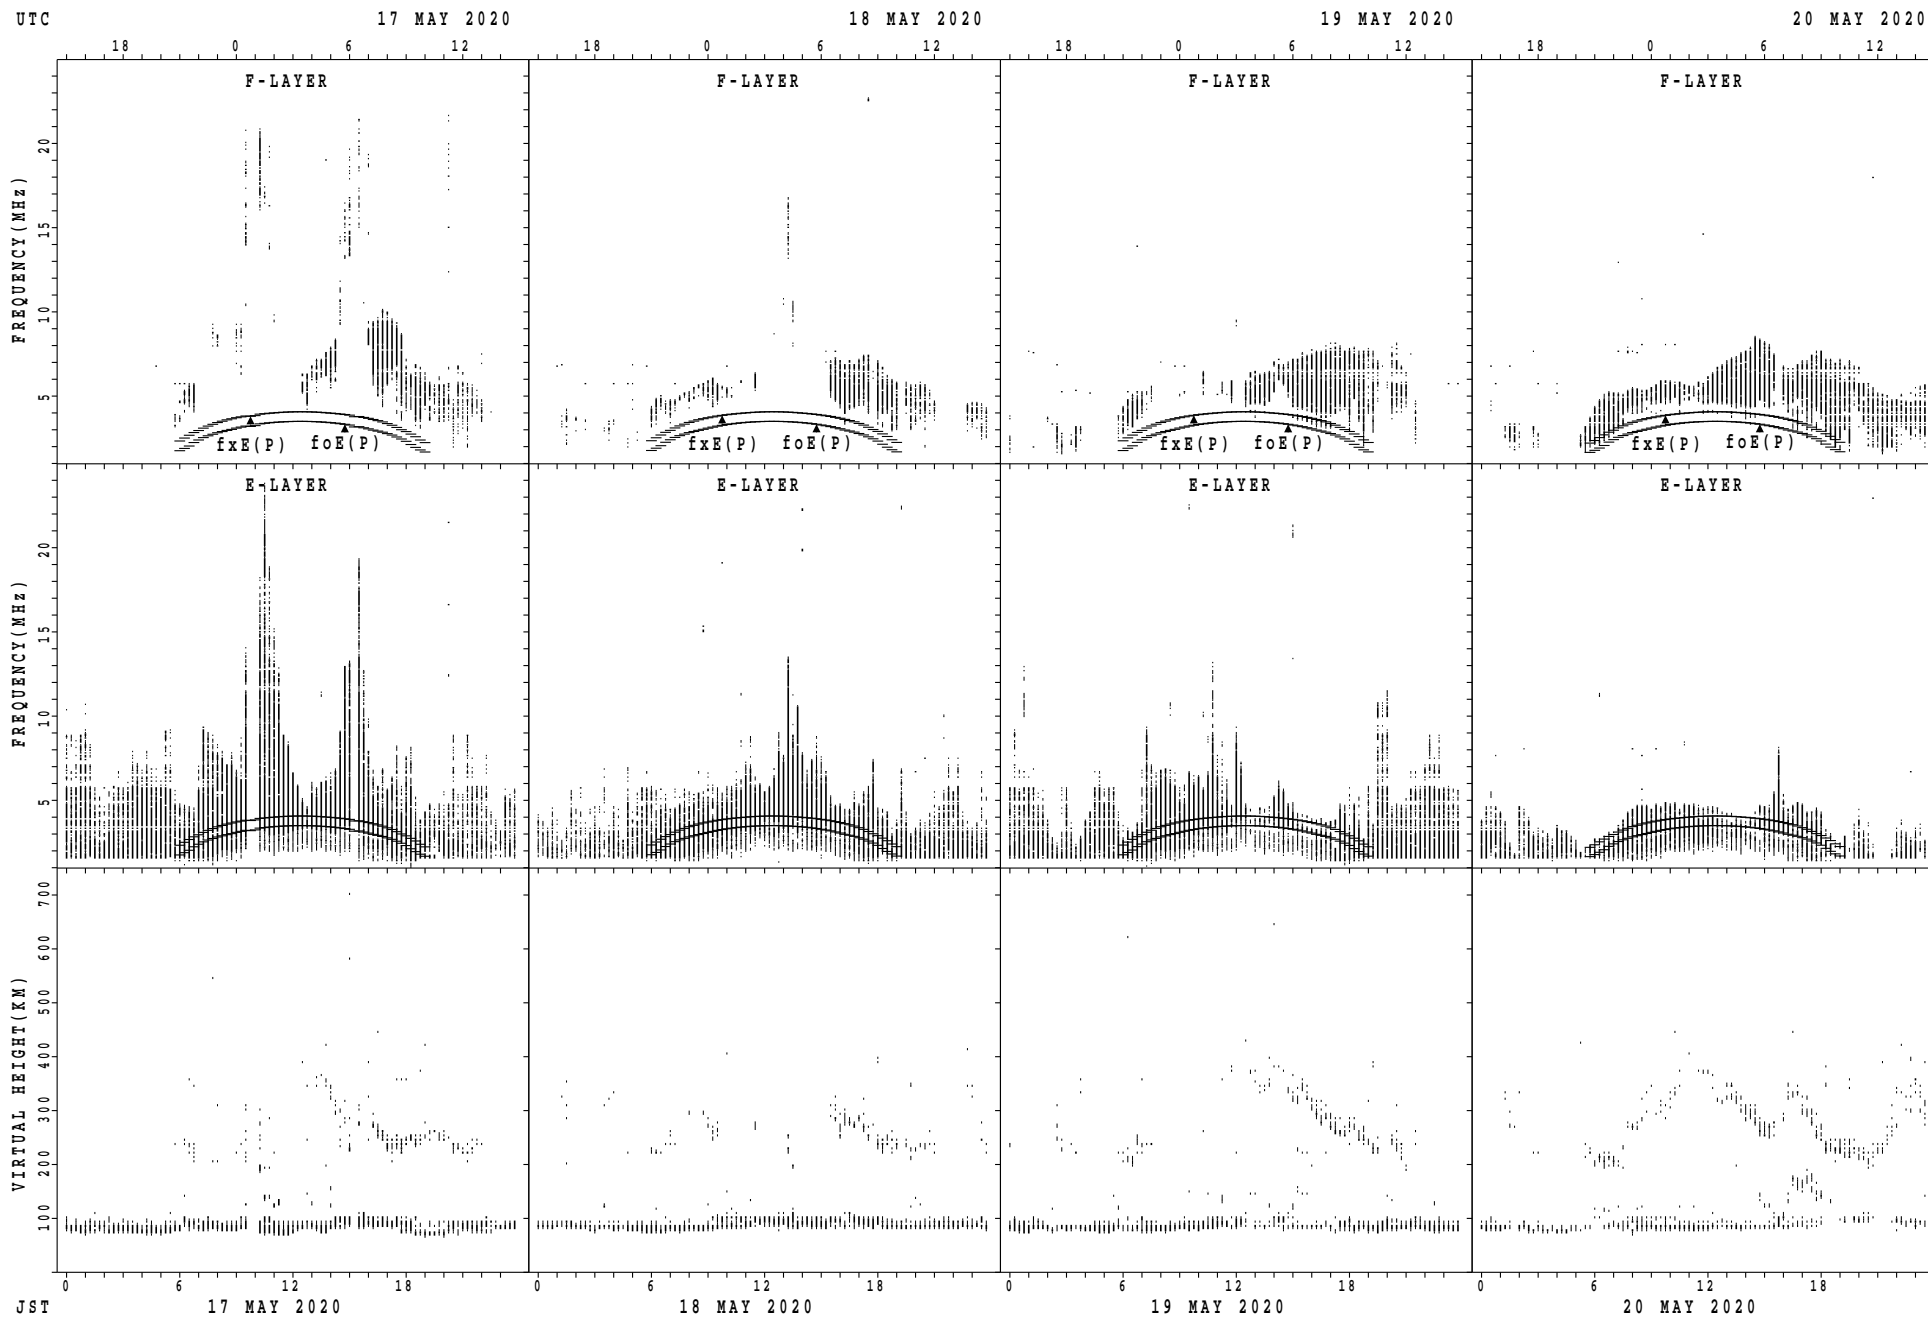 UTC 17 MAY 2020 18 MAY 2020 19 MAY 2020 20 MAY 2020
18 0 6 12 18 0 6 12 18 0 6 12 18 0 6 12
F-LAYER F-LAYER F-LAYER F-LAYER
FREQUENCY(MHz)
20
15
10
5
fxE(P) foE(P) fxE(P) foE(P) fxE(P) foE(P) fxE(P) foE(P)
E-LAYER E-LAYER E-LAYER E-LAYER
FREQUENCY(MHz)
20
15
10
5
VIRTUAL HEIGHT(KM)
700
600
500
400
300
200
100
0 6 12 18 0 6 12 18 0 6 12 18 0 6 12 18
JST 17 MAY 2020 18 MAY 2020 19 MAY 2020 20 MAY 2020